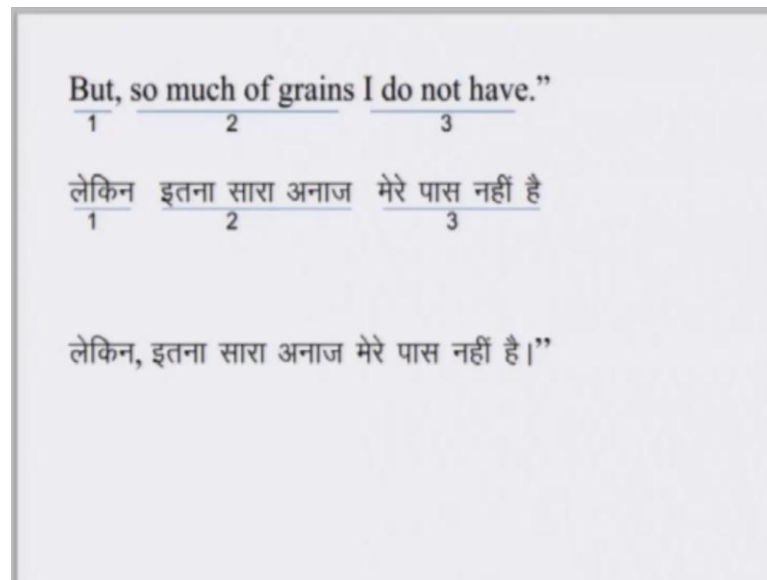 But, so much of grains I do not have.”
1 2 3
लेकिन इतना सारा अनाज मेरे पास नहीं है
1 2 3
लेकिन, इतना सारा अनाज मेरे पास नहीं है।”